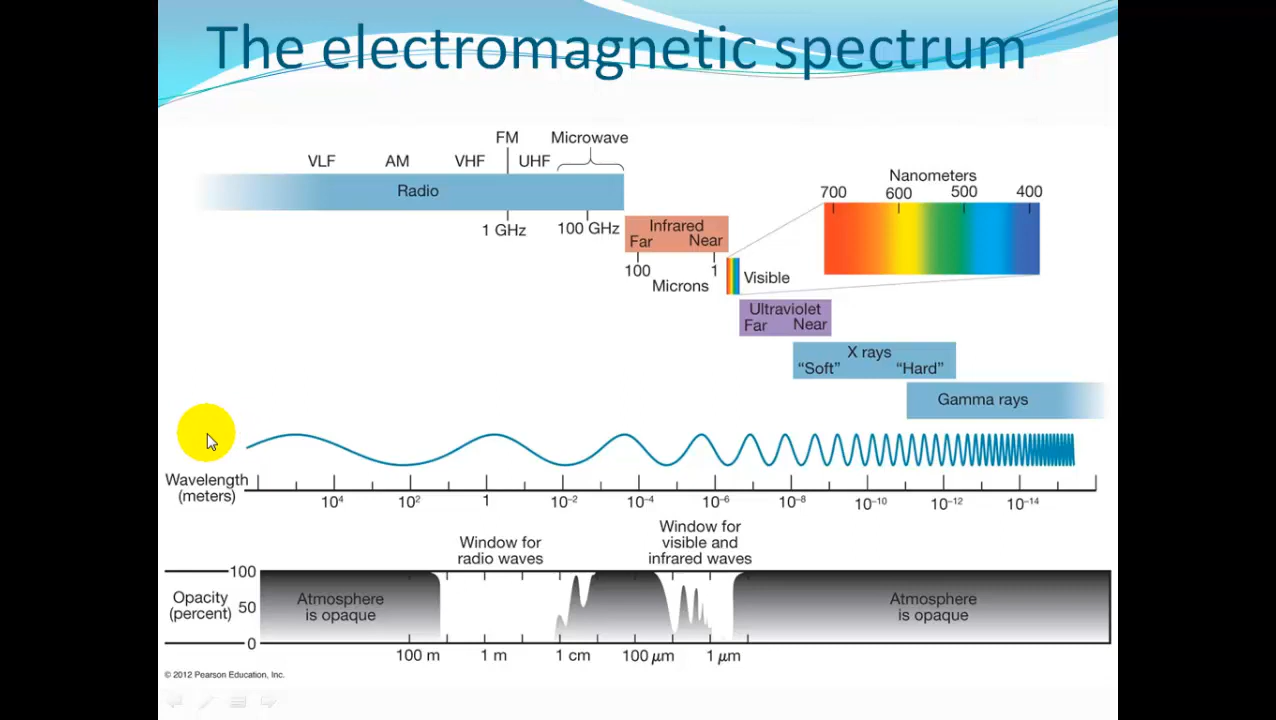 The electromagnetic spectrum
FM Microwave
VLF AM VHF UHF
Radio
1 GHz 100 GHz
Nanometers
700 600 500 400
Infrared
Far Near
100 1
Microns
Visible
Ultraviolet
Far Near
X rays
“Soft” “Hard”
Gamma rays
Wavelength
(meters)
10⁴ 10² 1 10⁻² 10⁻⁴ 10⁻⁶ 10⁻⁸ 10⁻¹⁰ 10⁻¹² 10⁻¹⁴
Window for
radio waves
Window for
visible and
infrared waves
Opacity
(percent)
100
50
0
Atmosphere
is opaque
Atmosphere
is opaque
100 m 1 m 1 cm 100 μm 1 μm
© 2012 Pearson Education, Inc.